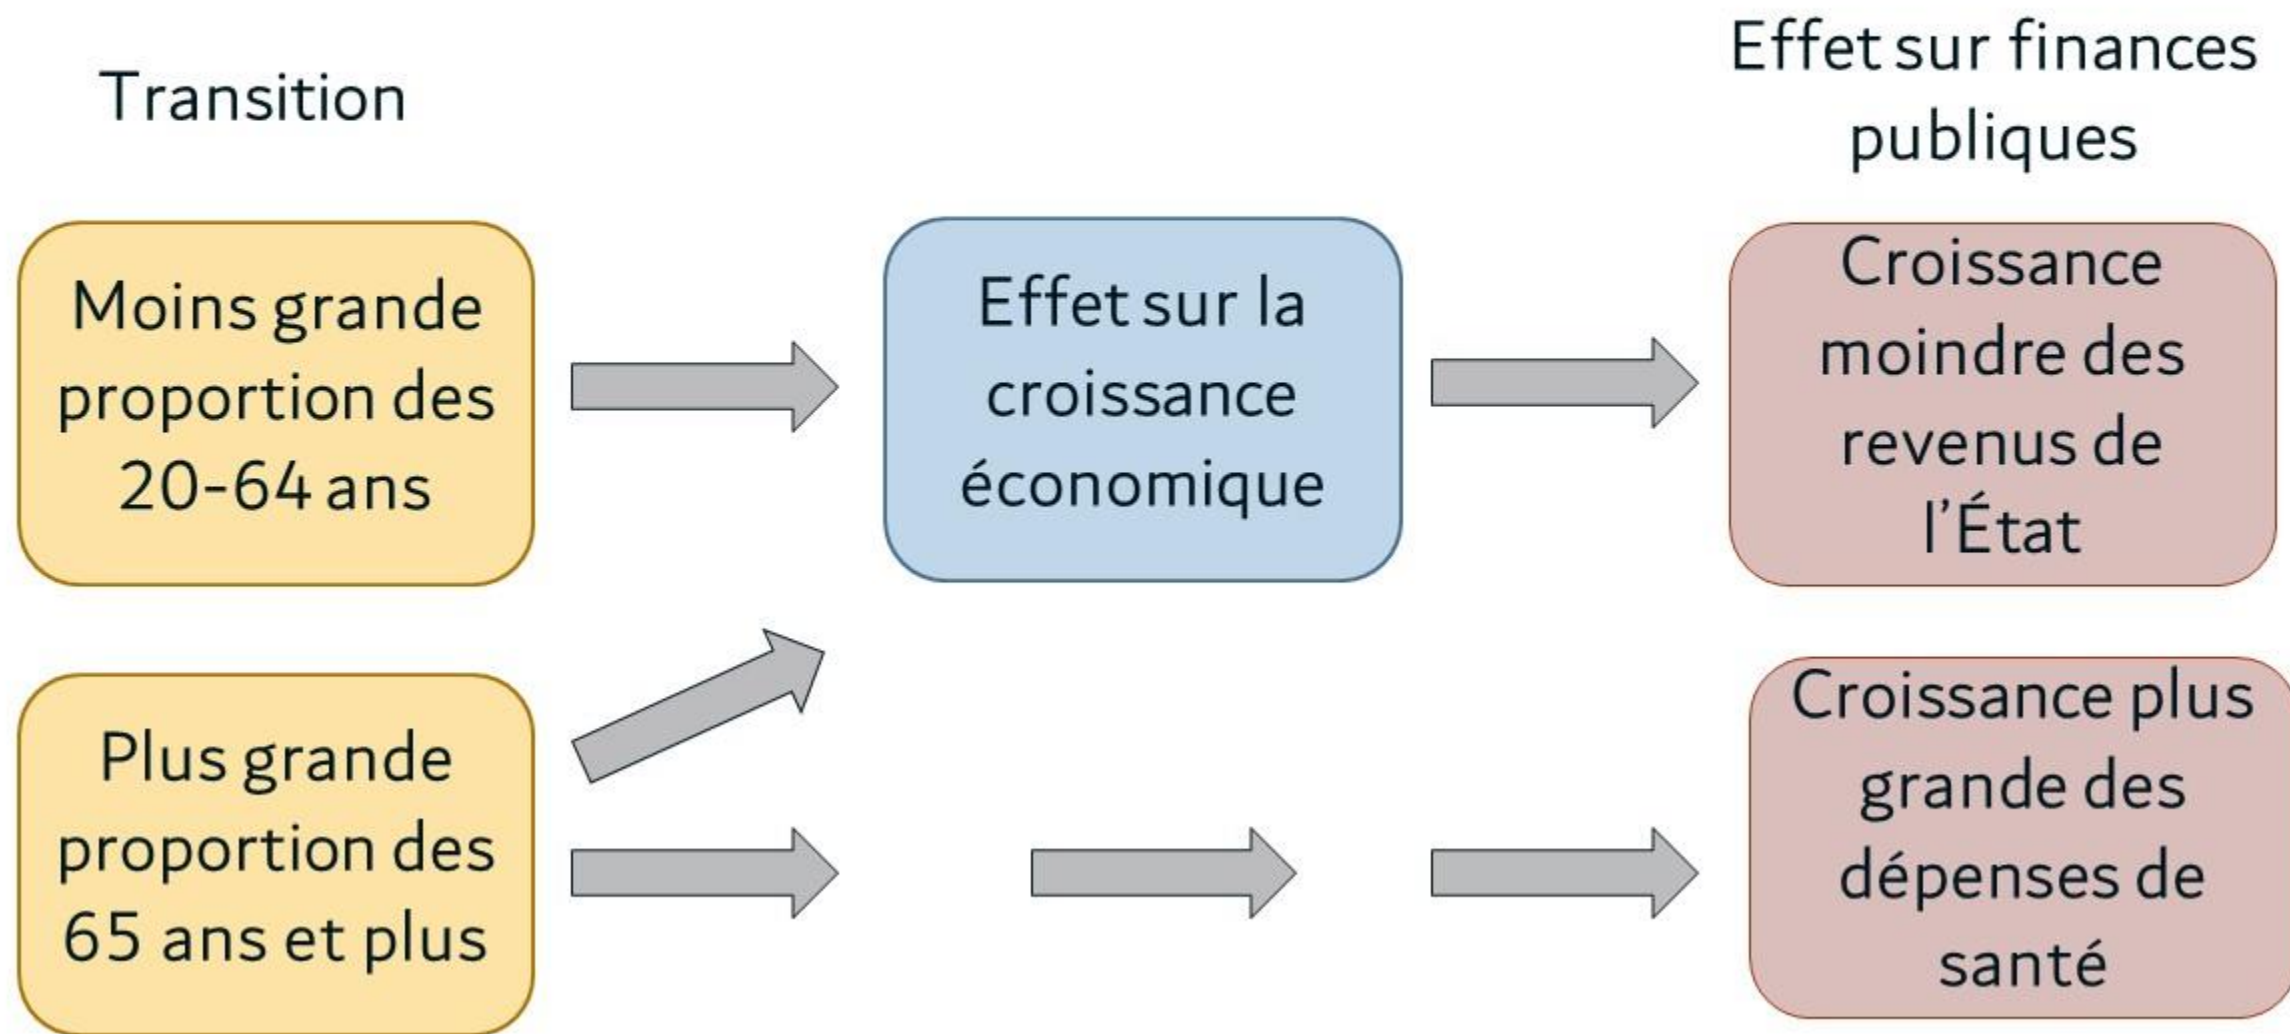 Transition
Effet sur finances
publiques
Moins grande
proportion des
20-64 ans
Effet sur la
croissance
économique
Croissance
moindre des
revenus de
l’État
Plus grande
proportion des
65 ans et plus
Croissance plus
grande des
dépenses de
santé